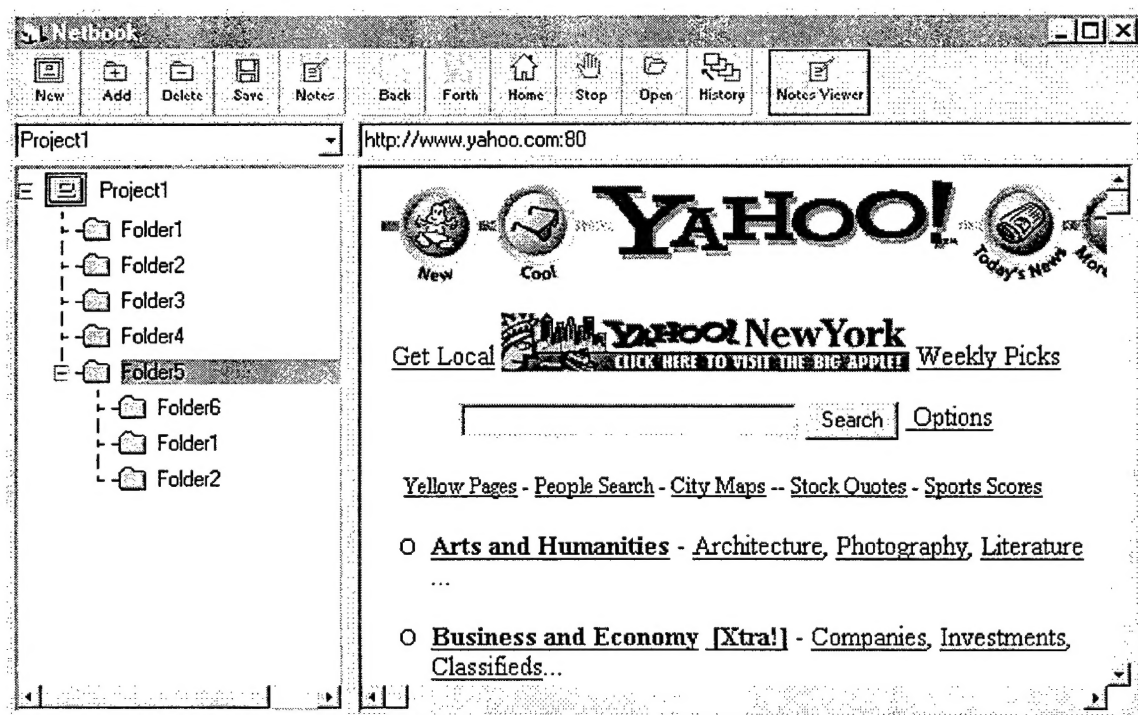 Netbook
New Add Delete Save Notes Back Forth Home Stop Open History Notes Viewer
Project1
http://www.yahoo.com:80
Project1
Folder1
Folder2
Folder3
Folder4
Folder5
Folder6
Folder1
Folder2
New Cool YAHOO! Today's News More
Get Local YAHOO! NewYork Weekly Picks
CLICK HERE TO VISIT THE BIG APPLE!
Search Options
Yellow Pages - People Search - City Maps -- Stock Quotes - Sports Scores
O Arts and Humanities - Architecture, Photography, Literature
...
O Business and Economy [Xtra!] - Companies, Investments,
Classifieds...